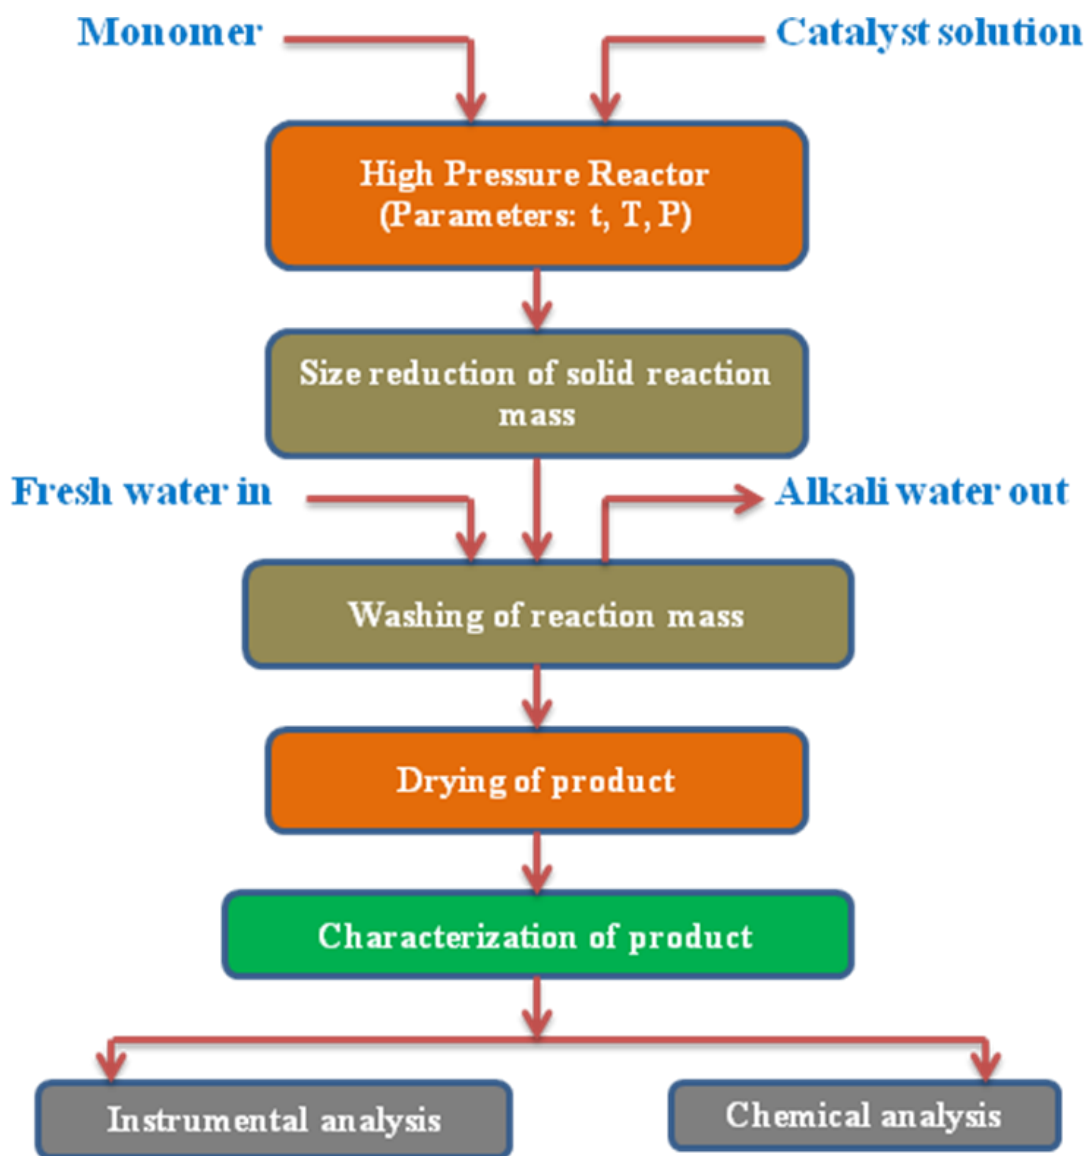 Monomer
Catalyst solution
High Pressure Reactor
(Parameters: t, T, P)
Size reduction of solid reaction
mass
Fresh water in
Alkali water out
Washing of reaction mass
Drying of product
Characterization of product
Instrumental analysis
Chemical analysis